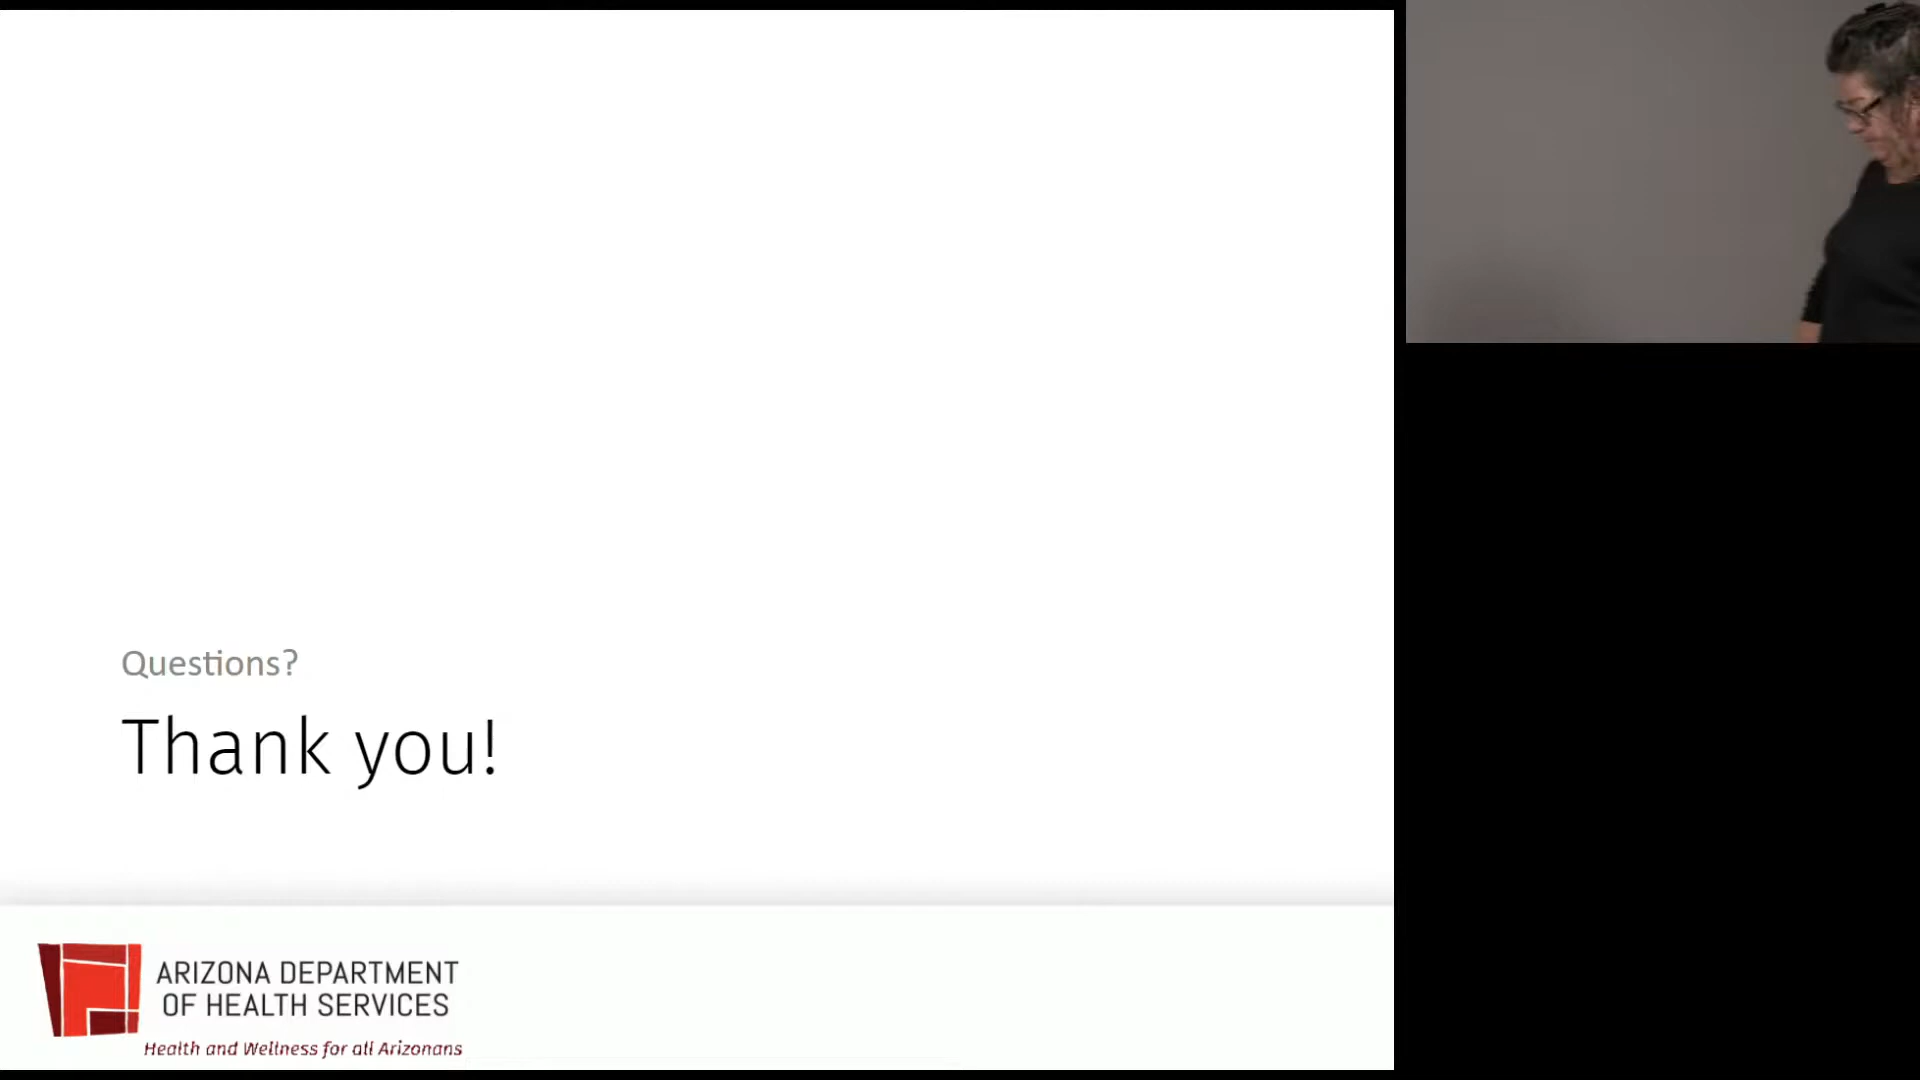 Questions?
Thank you!
ARIZONA DEPARTMENT
OF HEALTH SERVICES
Health and Wellness for all Arizonans